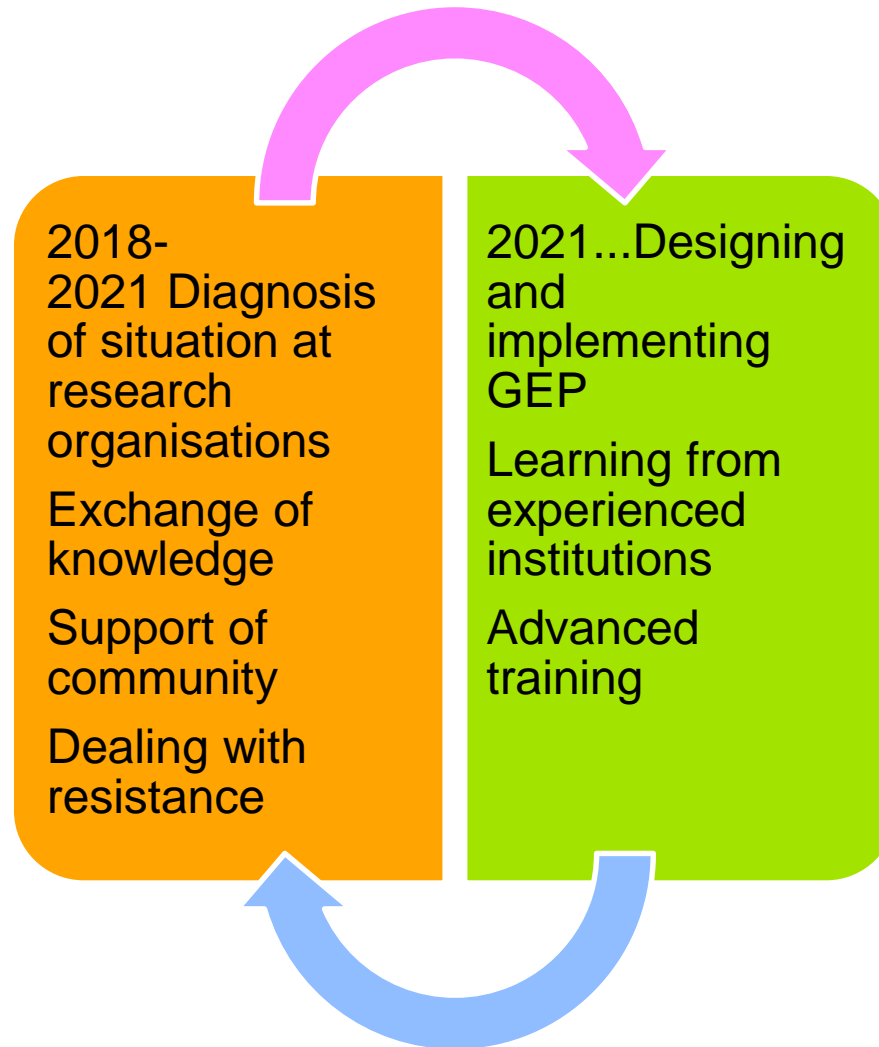 2018-
2021 Diagnosis
of situation at
research
organisations
Exchange of
knowledge
Support of
community
Dealing with
resistance
2021...Designing
and
implementing
GEP
Learning from
experienced
institutions
Advanced
training